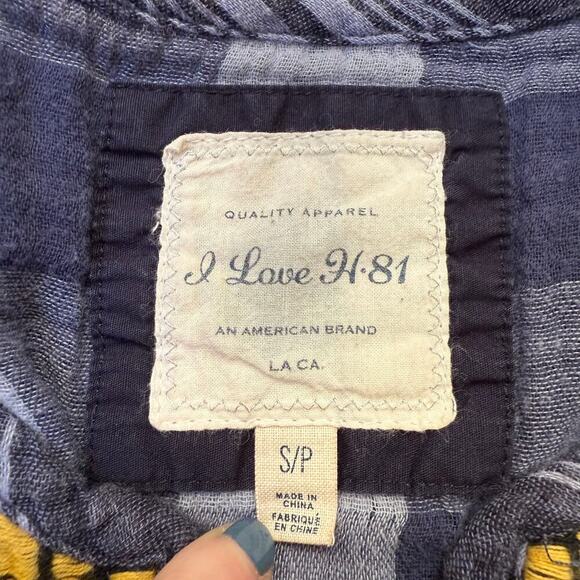 QUALITY APPAREL
I Love H·81
AN AMERICAN BRAND
LA CA.
S/P
MADE IN
CHINA
FABRIQUÉ
EN CHINE